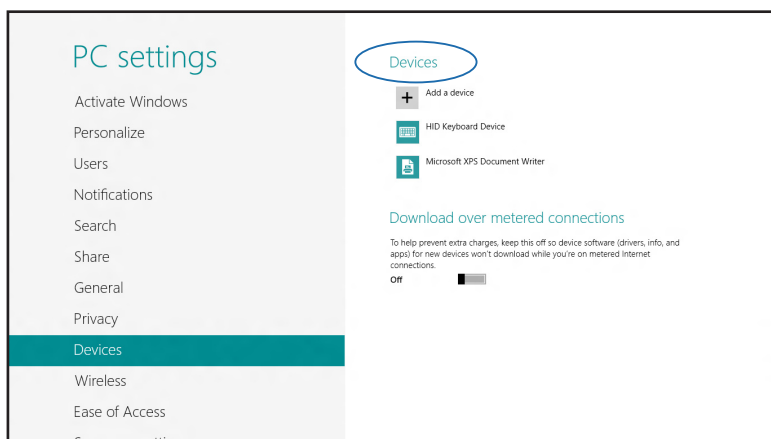 PC settings
Activate Windows
Personalize
Users
Notifications
Search
Share
General
Privacy
Devices
Wireless
Ease of Access
Devices
Add a device
HID Keyboard Device
Microsoft XPS Document Writer
Download over metered connections
To help prevent extra charges, keep this off so device software (drivers, info, and
apps) for new devices won't download while you're on metered Internet
connections.
Off